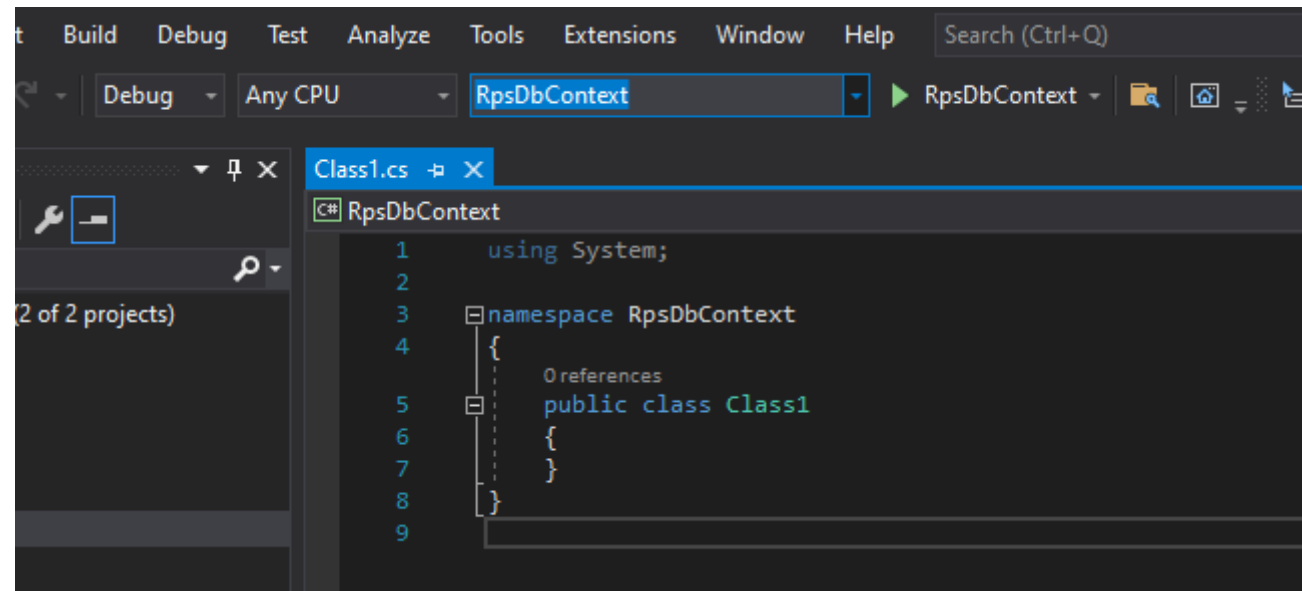 t Build Debug Test Analyze Tools Extensions Window Help Search (Ctrl+Q)
Debug Any CPU RpsDbContext RpsDbContext
Class1.cs
C# RpsDbContext
(2 of 2 projects)
1 using System;
2
3 namespace RpsDbContext
4 {
0 references
5 public class Class1
6 {
7 }
8 }
9